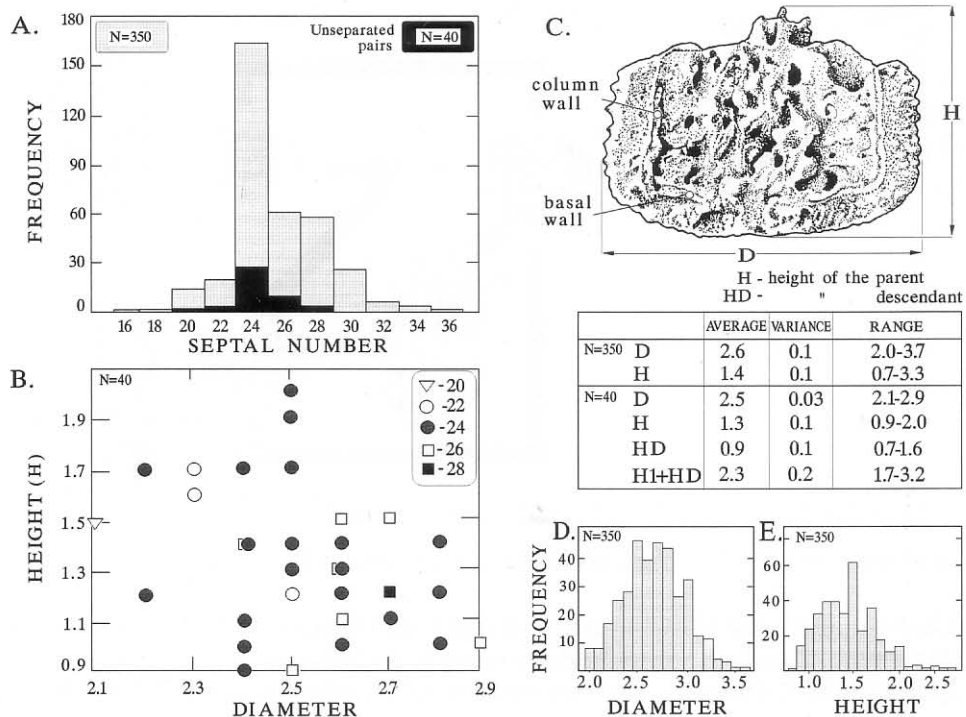 A.
N=350
Unseparated
pairs
N=40
180
150
120
90
60
30
0
FREQUENCY
16 18 20 22 24 26 28 30 32 34 36
SEPTAL NUMBER
B.
N=40
-20
-22
-24
-26
-28
1.9
1.7
1.5
1.3
1.1
0.9
HEIGHT (H)
2.1 2.3 2.5 2.7 2.9
DIAMETER
C.
column
wall
basal
wall
H
D
H - height of the parent
HD - " descendant
AVERAGE VARIANCE RANGE
N=350 D 2.6 0.1 2.0-3.7
H 1.4 0.1 0.7-3.3
N=40 D 2.5 0.03 2.1-2.9
H 1.3 0.1 0.9-2.0
HD 0.9 0.1 0.7-1.6
H1+HD 2.3 0.2 1.7-3.2
D.
N=350
40
30
20
10
FREQUENCY
2.0 2.5 3.0 3.5
DIAMETER
E.
N=350
60
40
20
1.0 1.5 2.0 2.5
HEIGHT